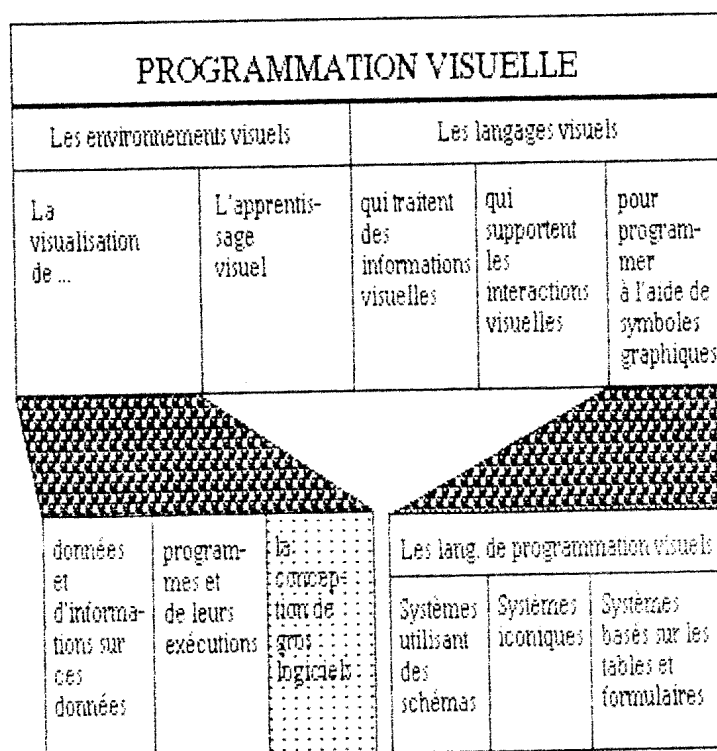 PROGRAMMATION VISUELLE
Les environnements visuels
Les langages visuels
La
visualisation
de ...
L'apprentis-
sage
visuel
qui traitent
des
informations
visuelles
qui
supportent
les
interactions
visuelles
pour
program-
mer
à l'aide de
symboles
graphiques
données
et
d'informa-
tions sur
ces
données
program-
mes et
de leurs
exécutions
la
concep-
tion de
gros
logiciels
Les lang. de programmation visuels
Systèmes
utilisant
des
schémas
Systèmes
iconiques
Systèmes
basés sur les
tables et
formulaires